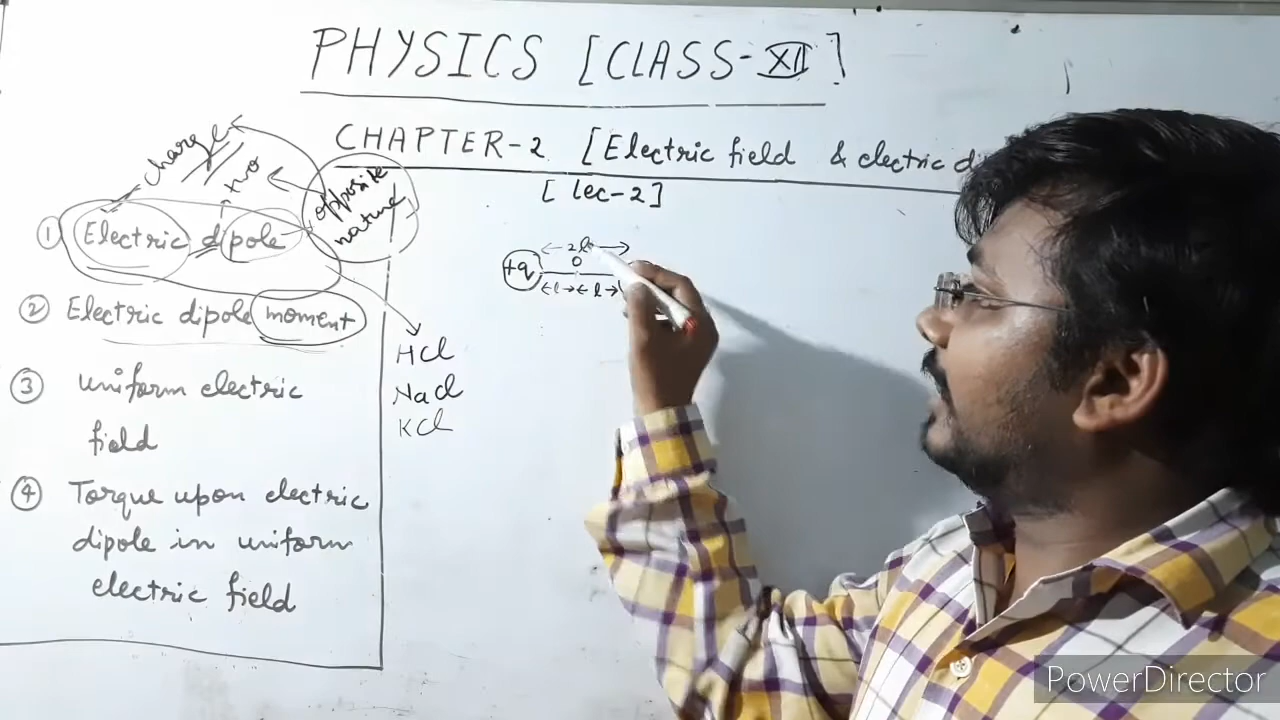 PHYSICS [CLASS-XII]
CHAPTER-2 [Electric field & electric
[lec-2]
charge
two
opposite
nature
① Electric dipole
② Electric dipole moment
③ uniform electric
field
④ Torque upon electric
dipole in uniform
electric field
HCl
NaCl
KCl
2l
+q O
l l
PowerDirector